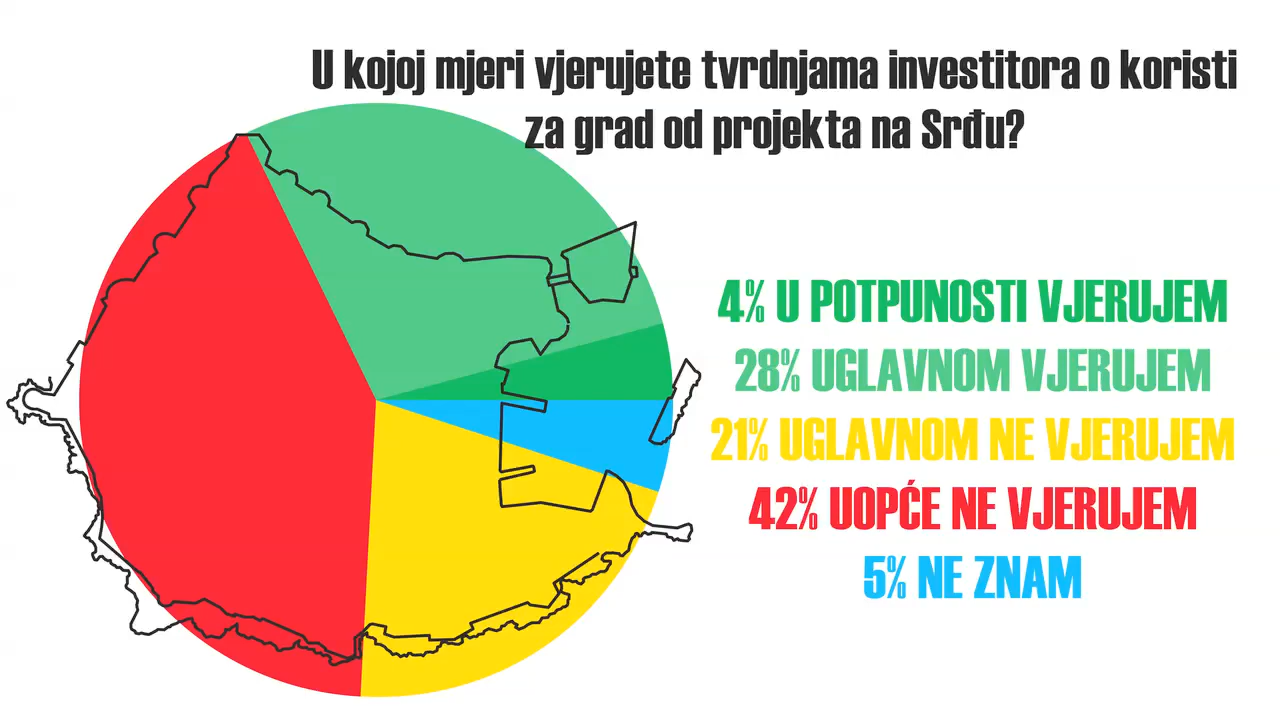 U kojoj mjeri vjerujete tvrdnjama investitora o koristi
za grad od projekta na Srđu?
4% U POTPUNOSTI VJERUJEM
28% UGLAVNOM VJERUJEM
21% UGLAVNOM NE VJERUJEM
42% UOPĆE NE VJERUJEM
5% NE ZNAM